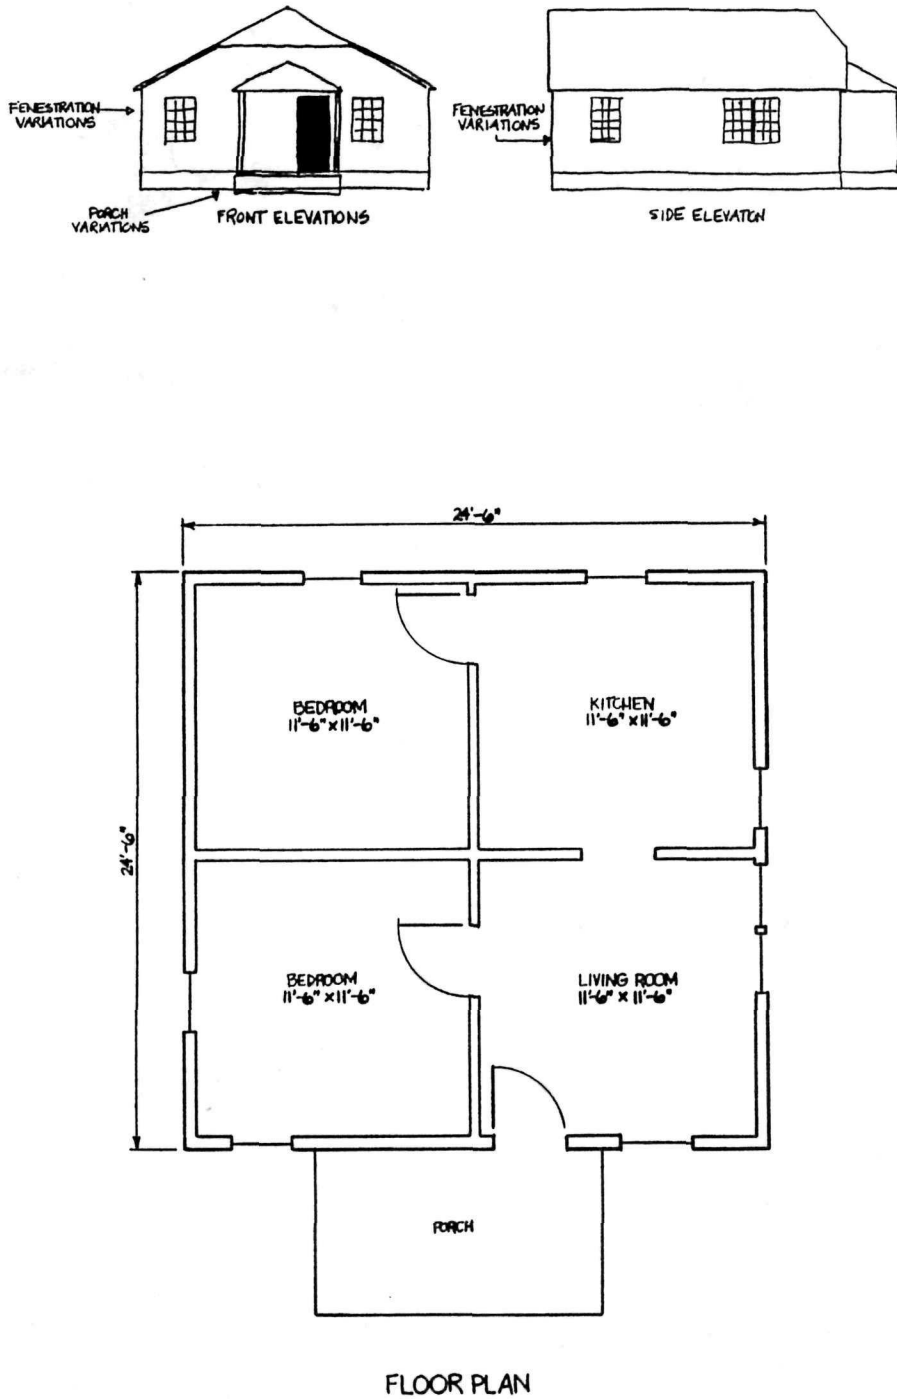 FENESTRATION
VARIATIONS
FENESTRATION
VARIATIONS
PORCH
VARIATIONS
FRONT ELEVATIONS
SIDE ELEVATION
24'-6"
24'-6"
BEDROOM
11'-6" x 11'-6"
KITCHEN
11'-6" x 11'-6"
BEDROOM
11'-6" x 11'-6"
LIVING ROOM
11'-6" x 11'-6"
PORCH
FLOOR PLAN